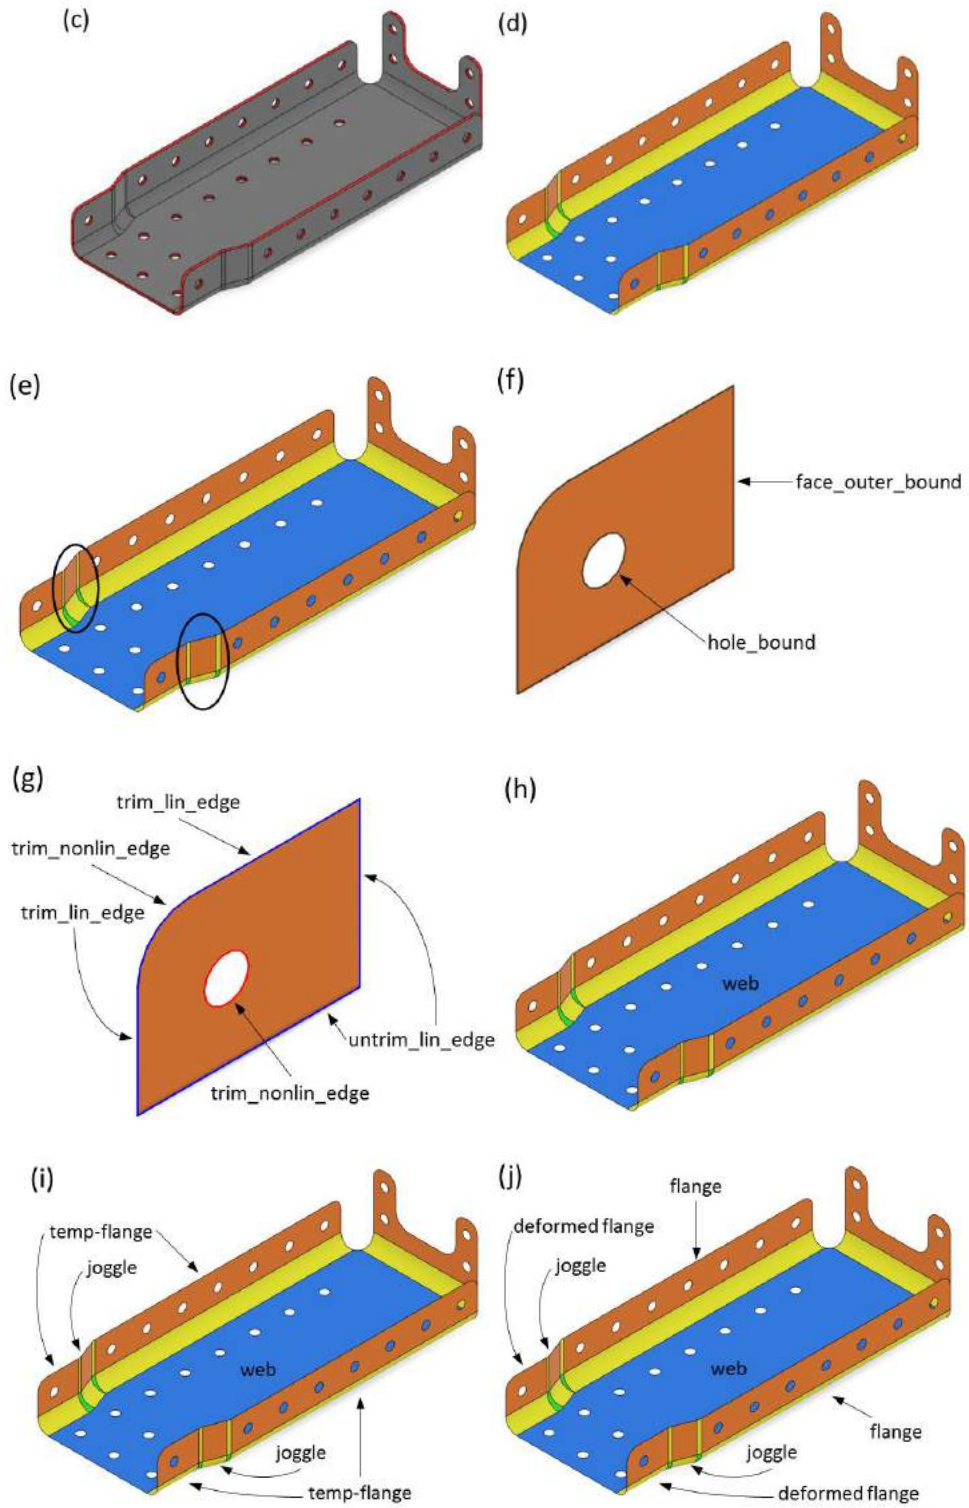 (c)
(d)
(e)
(f)
face_outer_bound
hole_bound
(g)
trim_lin_edge
trim_nonlin_edge
trim_lin_edge
untrim_lin_edge
trim_nonlin_edge
(h)
web
(i)
temp-flange
joggle
web
joggle
temp-flange
(j)
flange
deformed flange
joggle
web
flange
joggle
deformed flange